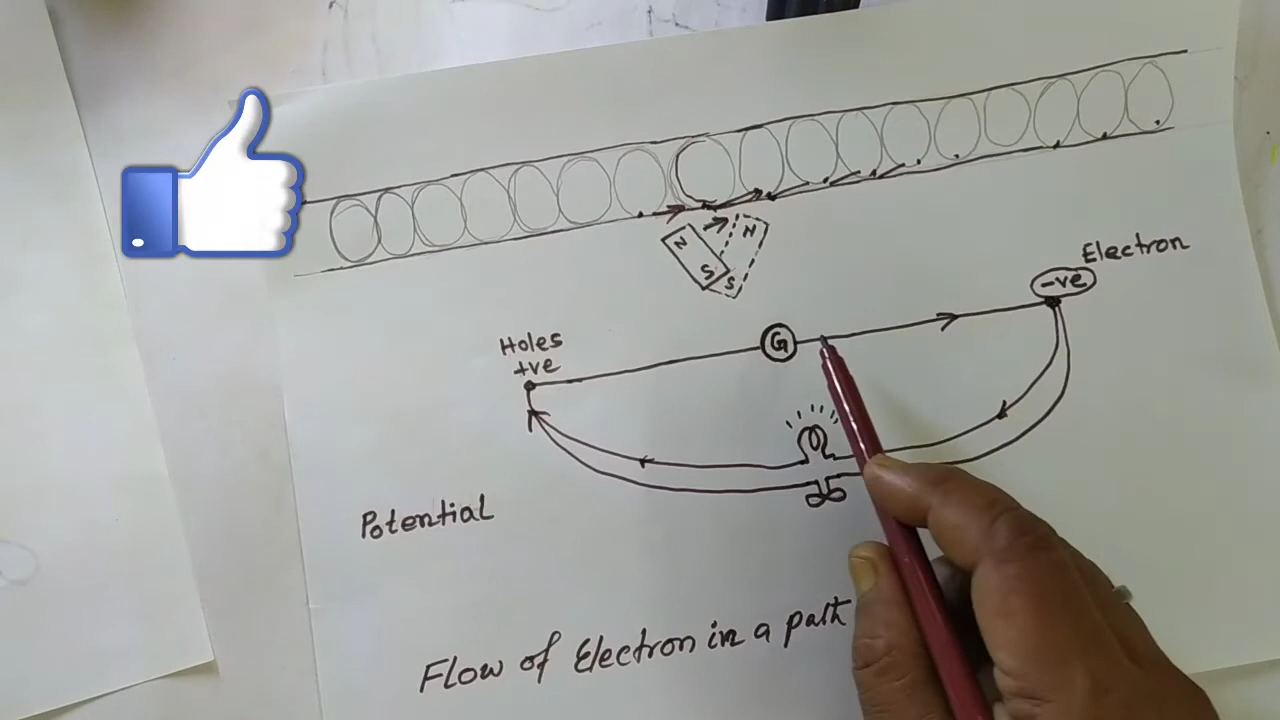 N
N
S
S
Electron
-ve
Holes
+ve
G
Potential
Flow of Electron in a path